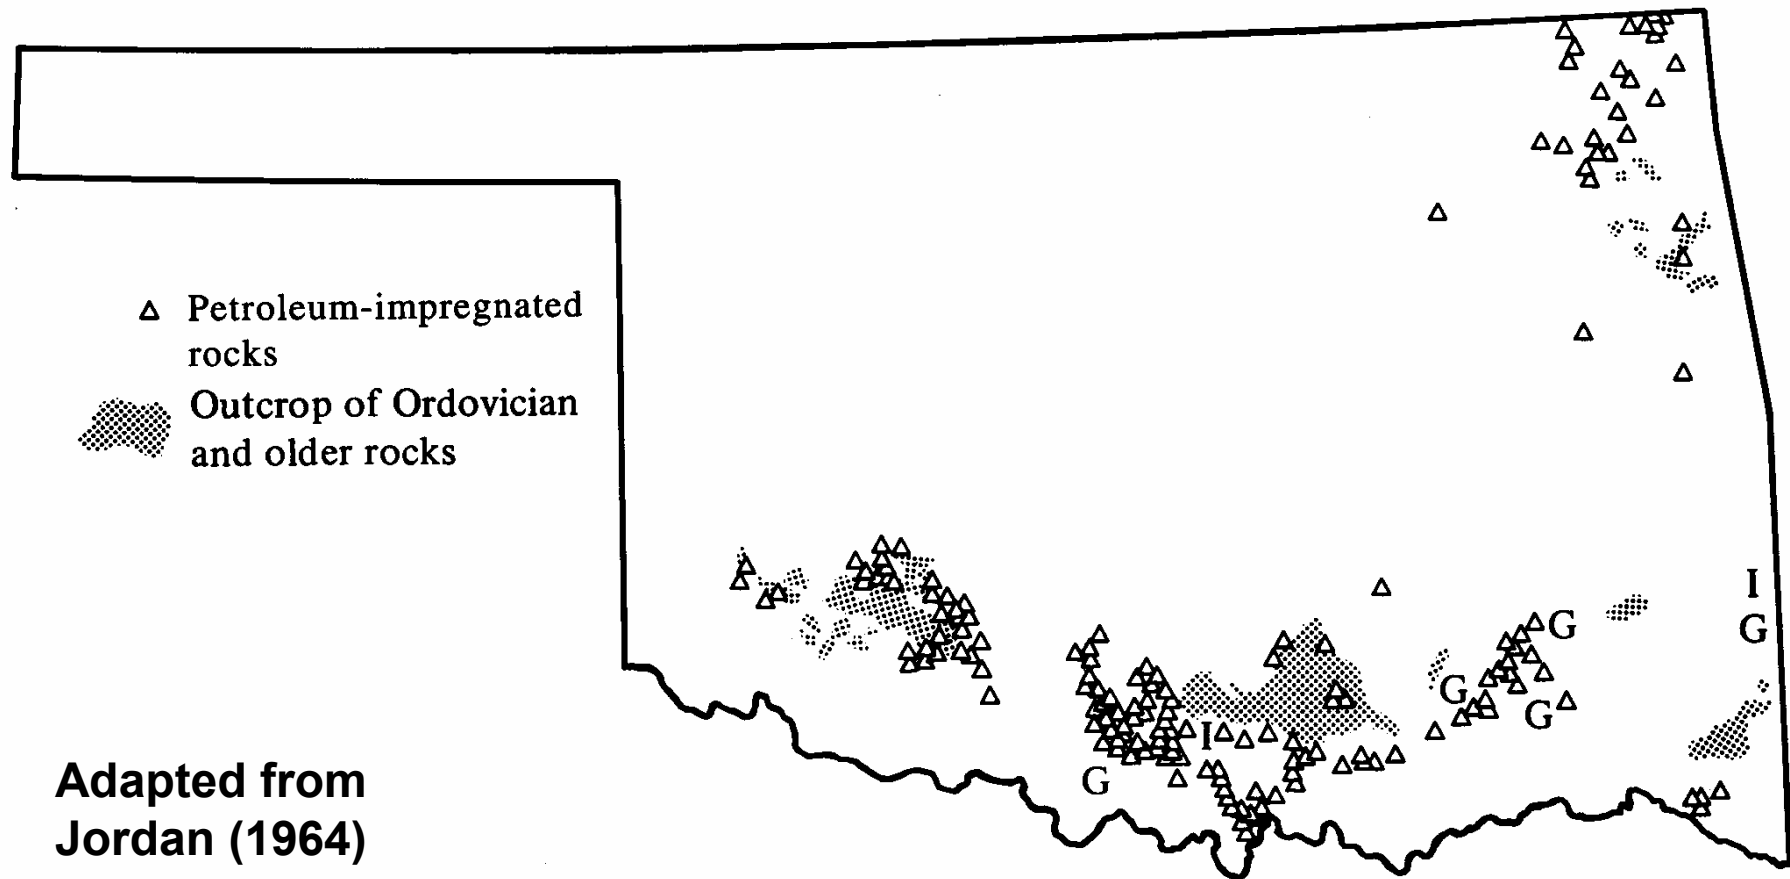 Petroleum-impregnated
rocks
Outcrop of Ordovician
and older rocks
I
G
G
G
G
I
G
Adapted from
Jordan (1964)